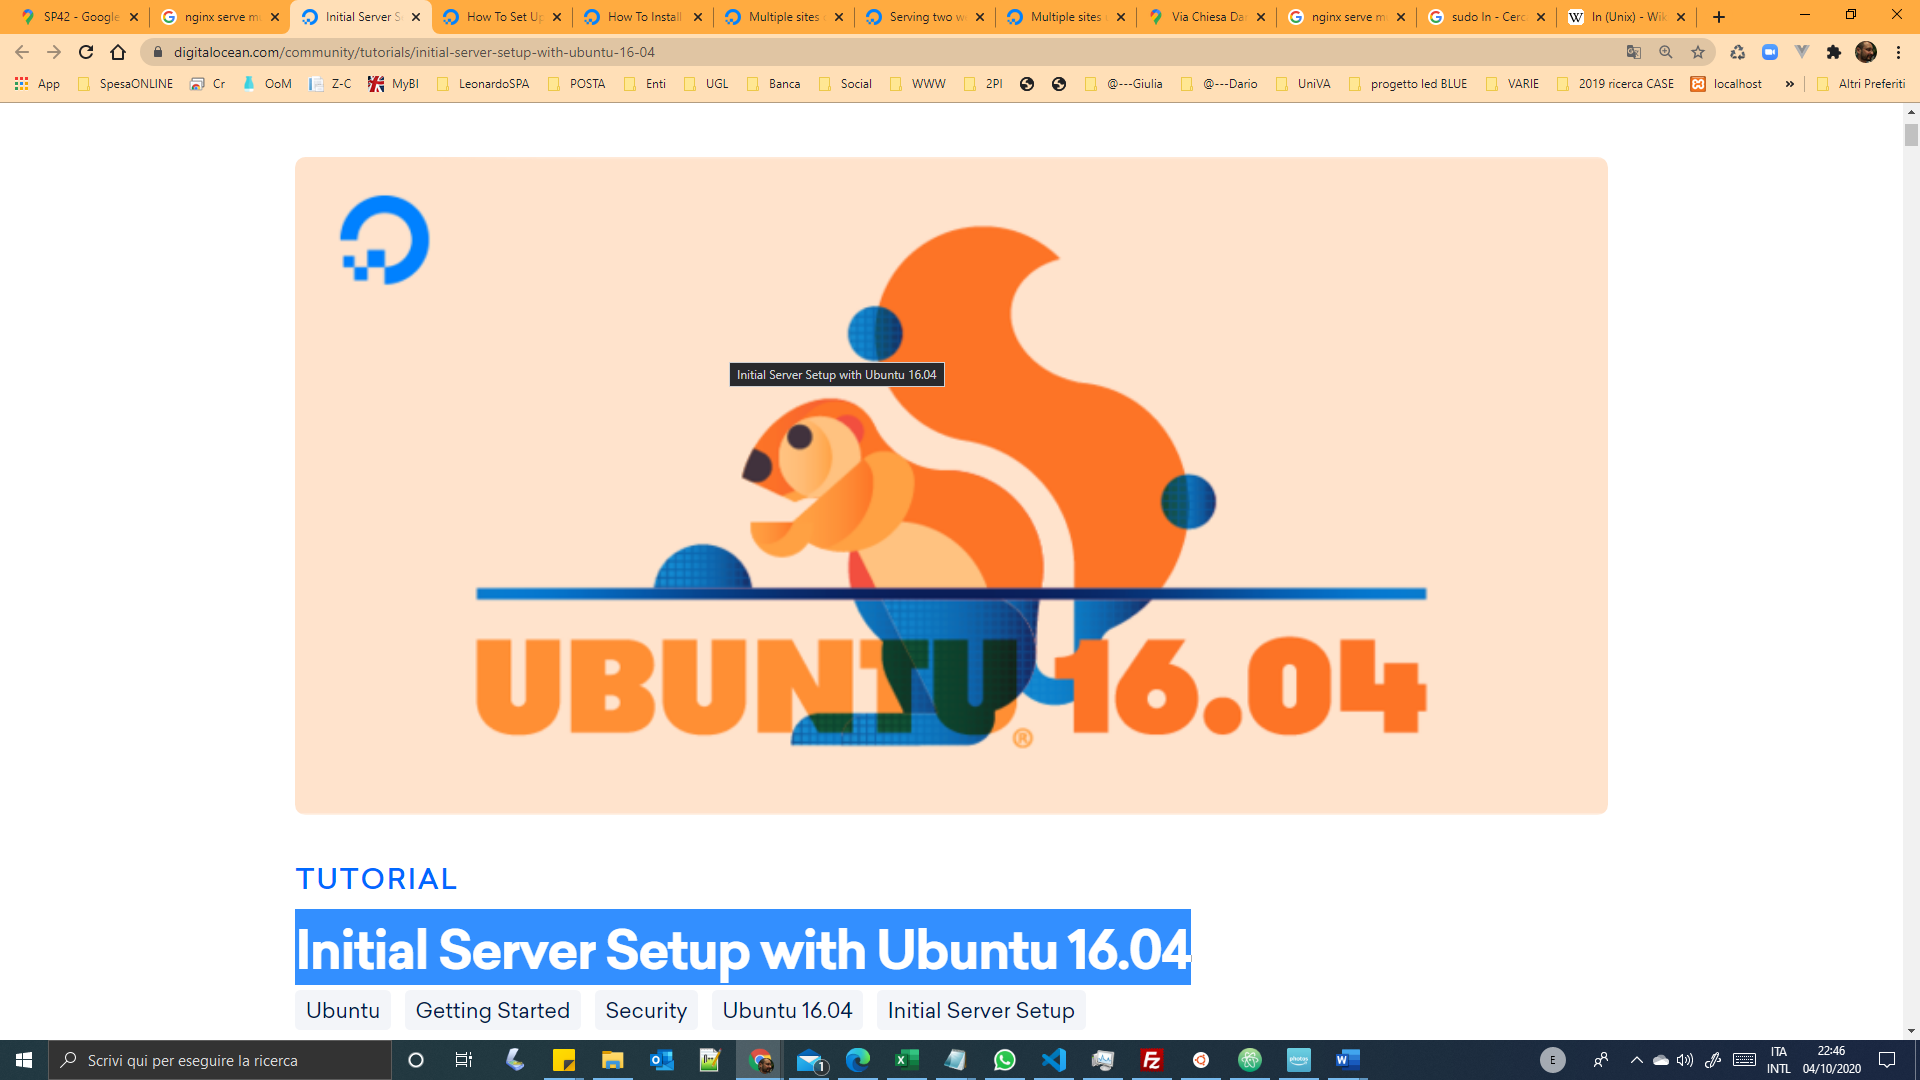 SP42 - Google
nginx serve m
Initial Server S
How To Set Up
How To Install
Multiple sites
Serving two w
Multiple sites
Via Chiesa Dar
nginx serve m
sudo ln - Cerc
ln (Unix) - Wik
digitalocean.com/community/tutorials/initial-server-setup-with-ubuntu-16-04
App SpesaONLINE Cr OoM Z-C MyBI LeonardoSPA POSTA Enti UGL Banca Social WWW 2PI @---Giulia @---Dario UniVA progetto led BLUE VARIE 2019 ricerca CASE localhost » Altri Preferiti
Initial Server Setup with Ubuntu 16.04
UBUNTU 16.04
®
TUTORIAL
Initial Server Setup with Ubuntu 16.04
Ubuntu Getting Started Security Ubuntu 16.04 Initial Server Setup
Scrivi qui per eseguire la ricerca
1
photos
E
ITA
INTL
22:46
04/10/2020